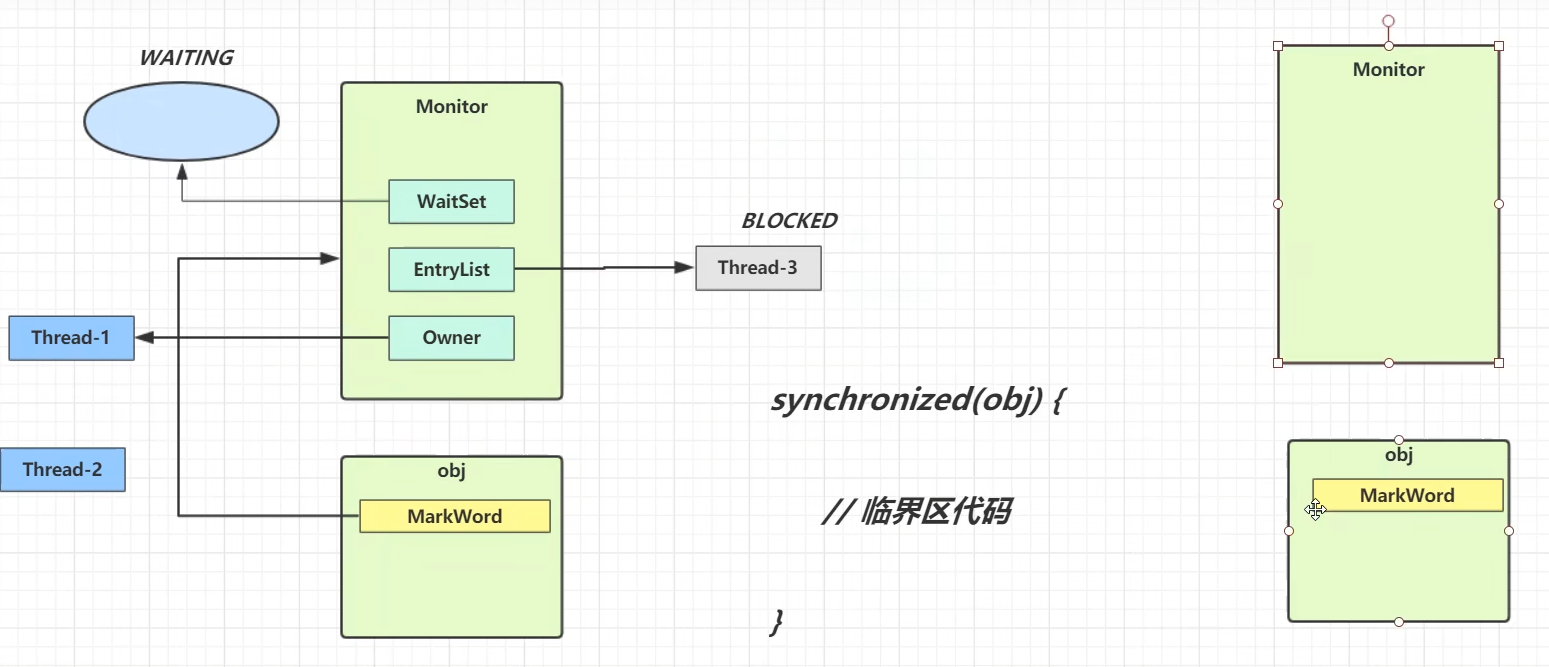 WAITING
Monitor
WaitSet
EntryList
Owner
Thread-1
Thread-2
obj
MarkWord
BLOCKED
Thread-3
synchronized(obj) {
// 临界区代码
}
Monitor
obj
MarkWord